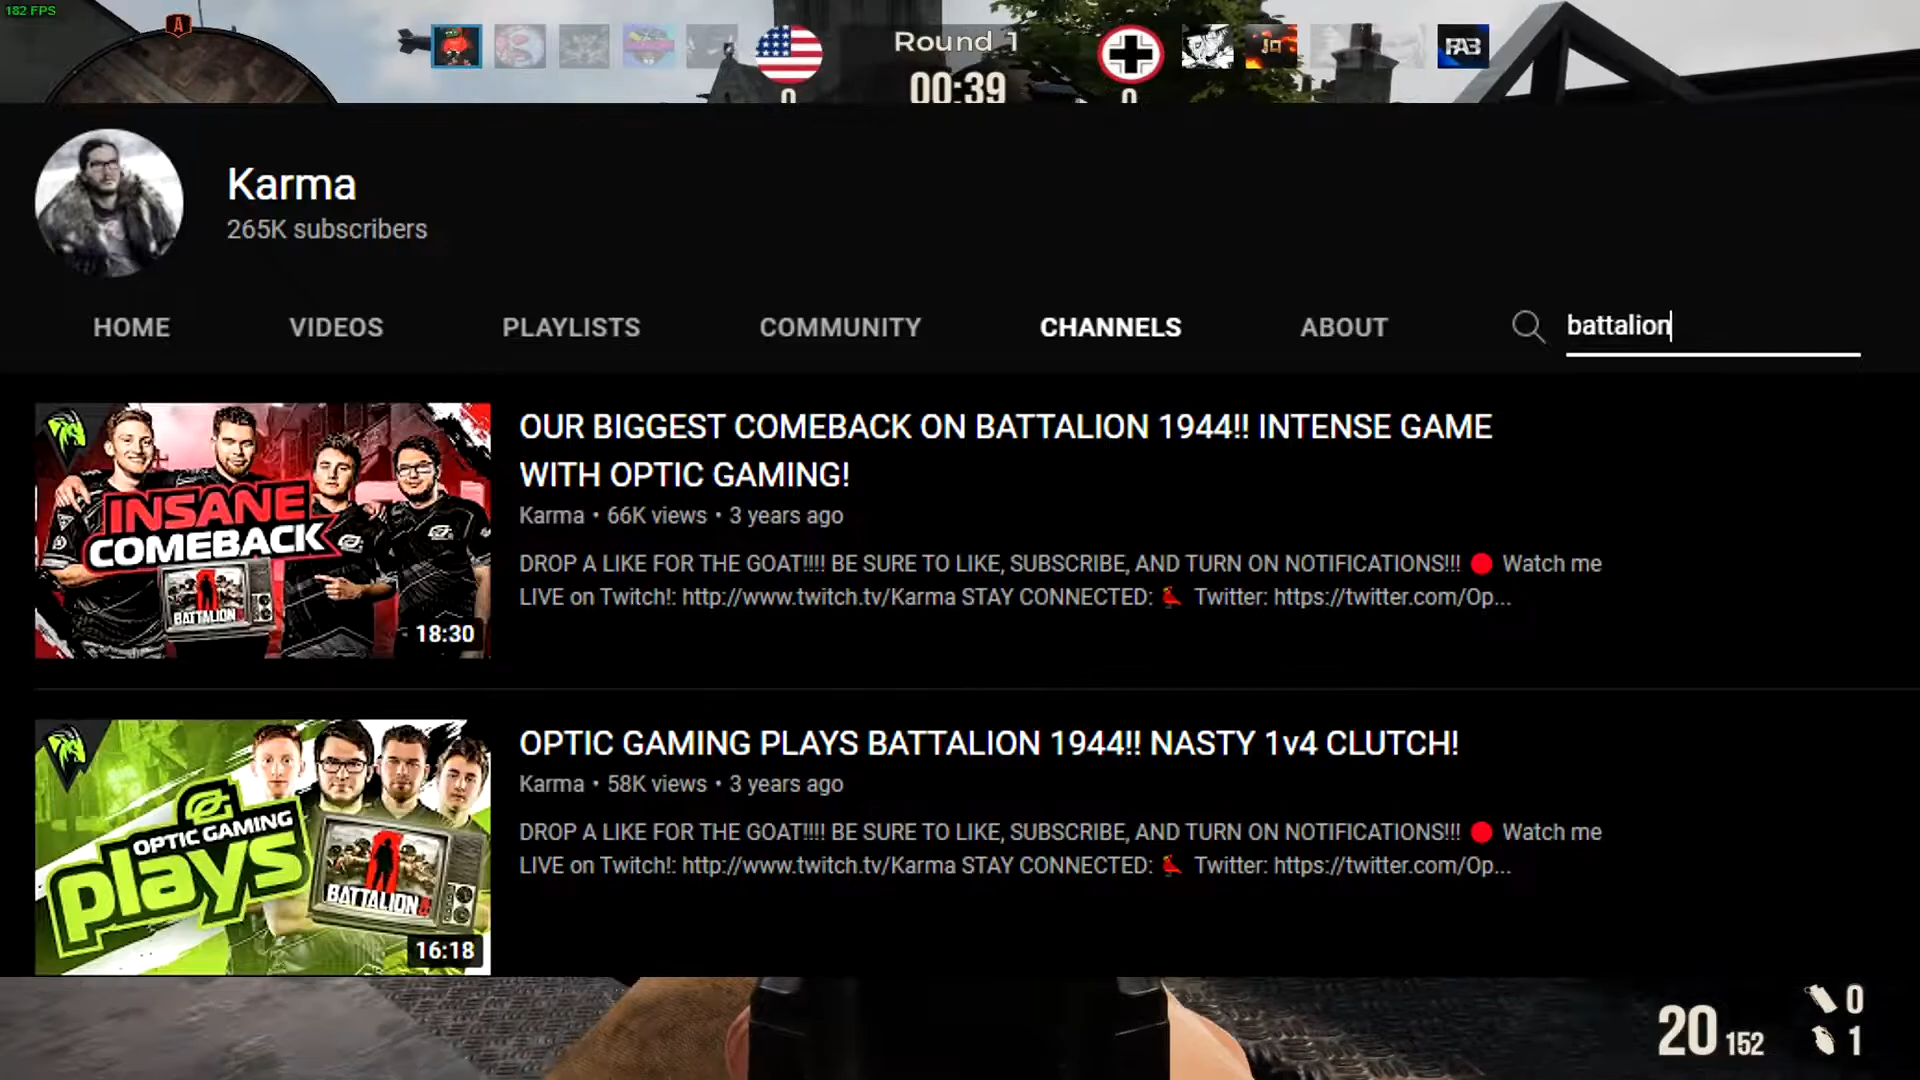 182 FPS
A
Round 1
00:39
0
0
JQ
FAB
Karma
265K subscribers
HOME
VIDEOS
PLAYLISTS
COMMUNITY
CHANNELS
ABOUT
battalion
OUR BIGGEST COMEBACK ON BATTALION 1944!! INTENSE GAME
WITH OPTIC GAMING!
Karma • 66K views • 3 years ago
DROP A LIKE FOR THE GOAT!!!! BE SURE TO LIKE, SUBSCRIBE, AND TURN ON NOTIFICATIONS!!! 🔴 Watch me
LIVE on Twitch!: http://www.twitch.tv/Karma STAY CONNECTED: 🐦 Twitter: https://twitter.com/Op...
INSANE
COMEBACK
BATTALION
18:30
OPTIC GAMING PLAYS BATTALION 1944!! NASTY 1v4 CLUTCH!
Karma • 58K views • 3 years ago
DROP A LIKE FOR THE GOAT!!!! BE SURE TO LIKE, SUBSCRIBE, AND TURN ON NOTIFICATIONS!!! 🔴 Watch me
LIVE on Twitch!: http://www.twitch.tv/Karma STAY CONNECTED: 🐦 Twitter: https://twitter.com/Op...
OPTIC GAMING
plays
BATTALION
16:18
20 152
0
1